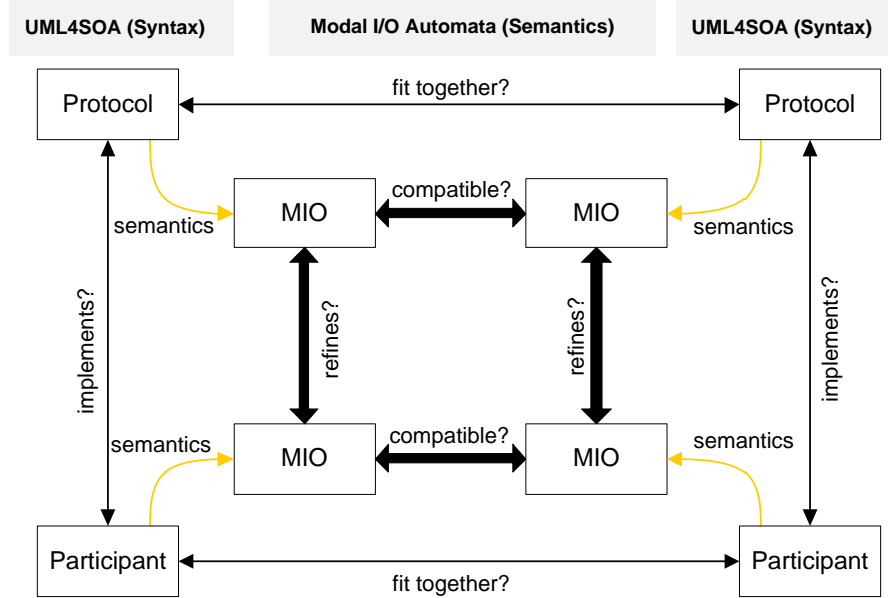 UML4SOA (Syntax)
Modal I/O Automata (Semantics)
UML4SOA (Syntax)
Protocol
fit together?
Protocol
MIO
compatible?
MIO
semantics
semantics
implements?
refines?
refines?
implements?
semantics
MIO
compatible?
MIO
semantics
Participant
fit together?
Participant